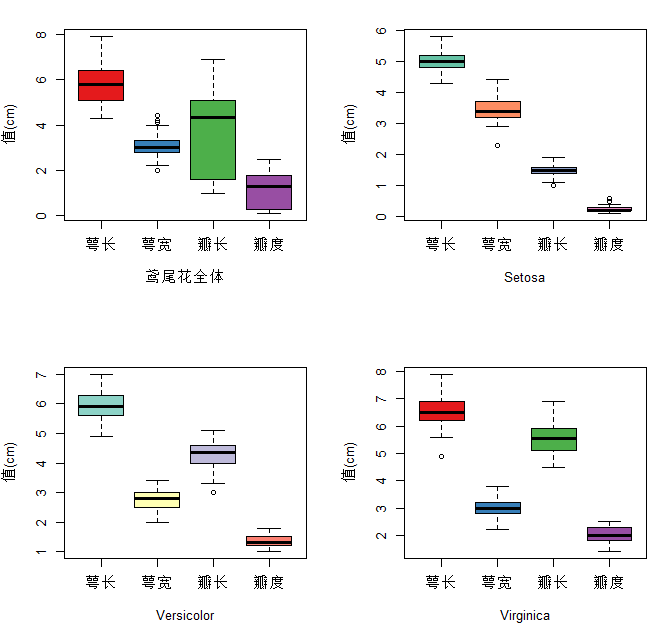 值(cm)
8
6
4
2
0
萼长 萼宽 瓣长 瓣度
鸢尾花全体
值(cm)
6
5
4
3
2
1
0
萼长 萼宽 瓣长 瓣度
Setosa
值(cm)
7
6
5
4
3
2
1
萼长 萼宽 瓣长 瓣度
Versicolor
值(cm)
8
7
6
5
4
3
2
萼长 萼宽 瓣长 瓣度
Virginica